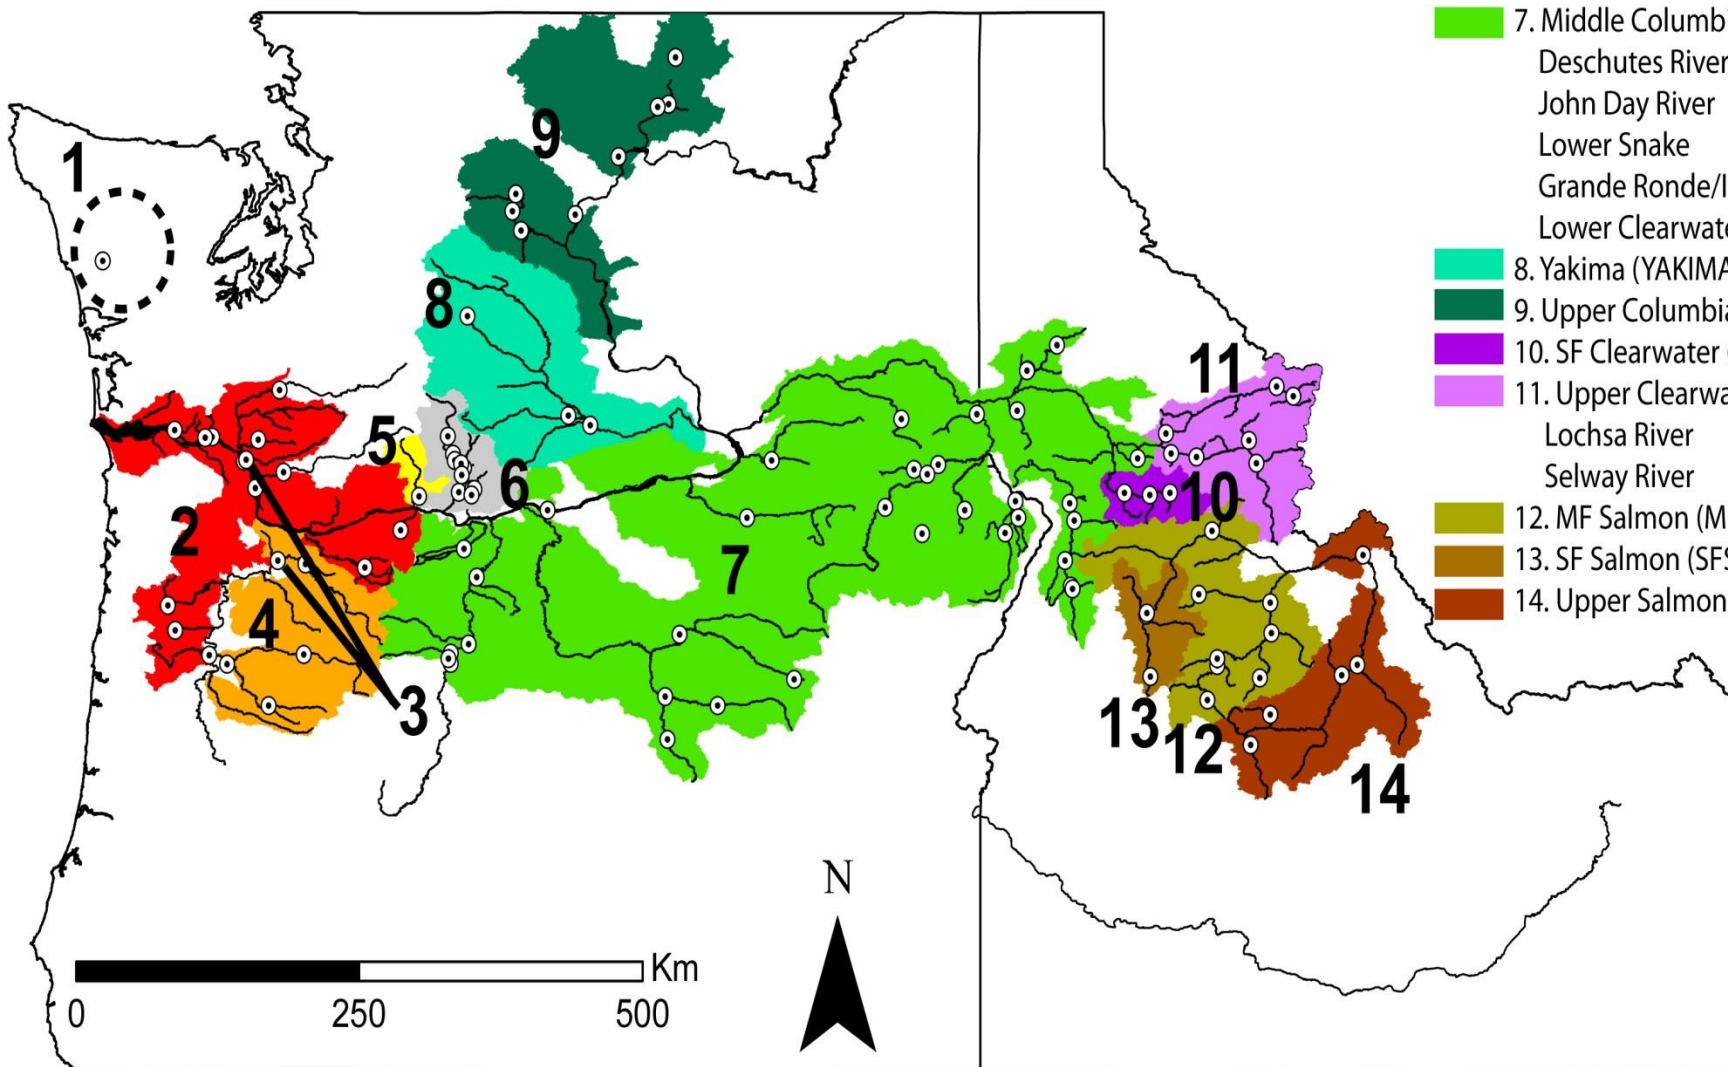 1
2
3
4
5
6
7
8
9
10
11
12
13
14
N
Km
0 250 500
7. Middle Columb
Deschutes River
John Day River
Lower Snake
Grande Ronde/I
Lower Clearwate
8. Yakima (YAKIMA
9. Upper Columbia
10. SF Clearwater (
11. Upper Clearwa
Lochsa River
Selway River
12. MF Salmon (M
13. SF Salmon (SFS
14. Upper Salmon